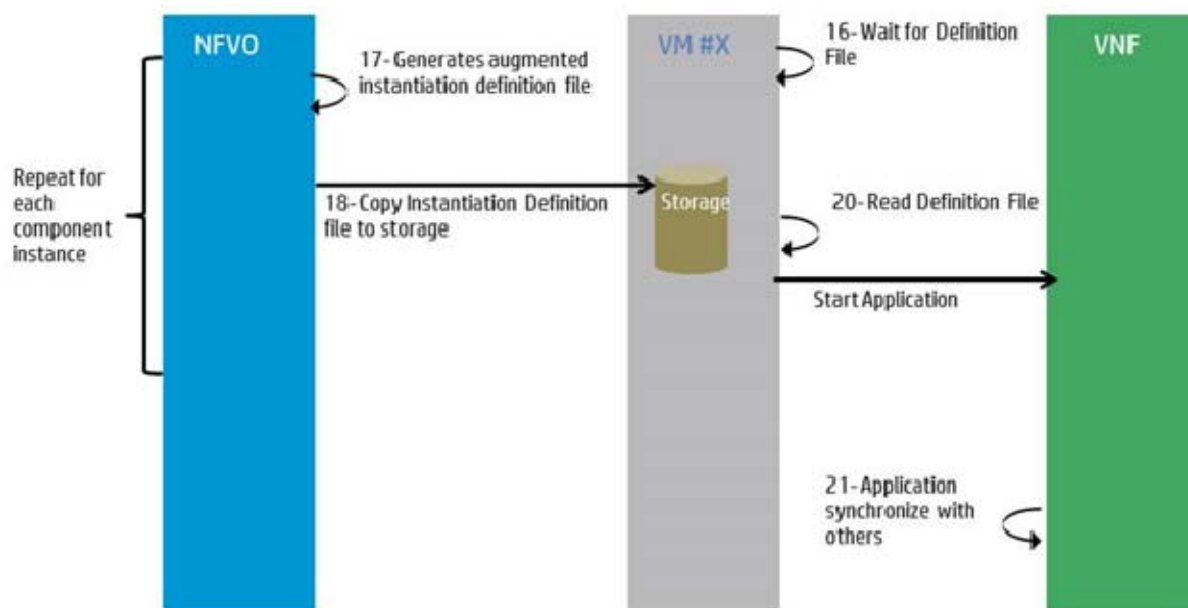 NFVO
VM #X
VNF
16-Wait for Definition
File
17-Generates augmented
instantiation definition file
Repeat for
each
component
instance
18-Copy Instantiation Definition
file to storage
Storage
20-Read Definition File
Start Application
21-Application
synchronize with
others